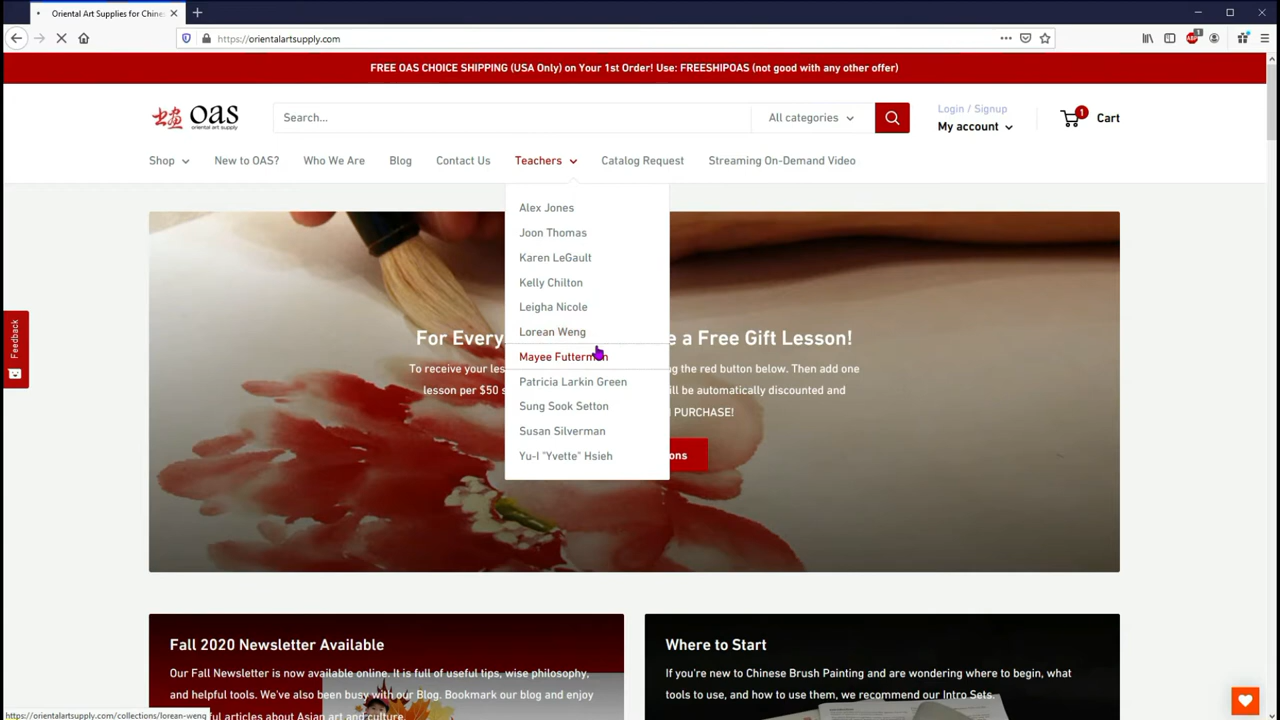 Oriental Art Supplies for Chine
https://orientalartsupply.com
FREE OAS CHOICE SHIPPING (USA Only) on Your 1st Order! Use: FREESHIPOAS (not good with any other offer)
oas
oriental art supply
Search...
All categories
Login / Signup
My account
1
Cart
Shop
New to OAS?
Who We Are
Blog
Contact Us
Teachers
Catalog Request
Streaming On-Demand Video
Alex Jones
Joon Thomas
Karen LeGault
Kelly Chilton
Leigha Nicole
Lorean Weng
Mayee Futterman
Patricia Larkin Green
Sung Sook Setton
Susan Silverman
Yu-I "Yvette" Hsieh
For Every e a Free Gift Lesson!
To receive your less ng the red button below. Then add one
lesson per $50 s will be automatically discounted and
PURCHASE!
ons
Feedback
Fall 2020 Newsletter Available
Our Fall Newsletter is now available online. It is full of useful tips, wise philosophy,
and helpful tools. We've also been busy with our Blog. Bookmark our blog and enjoy
articles about Asian art and culture.
Where to Start
If you're new to Chinese Brush Painting and are wondering where to begin, what
tools to use, and how to use them, we recommend our Intro Sets.
https://orientalartsupply.com/collections/lorean-weng